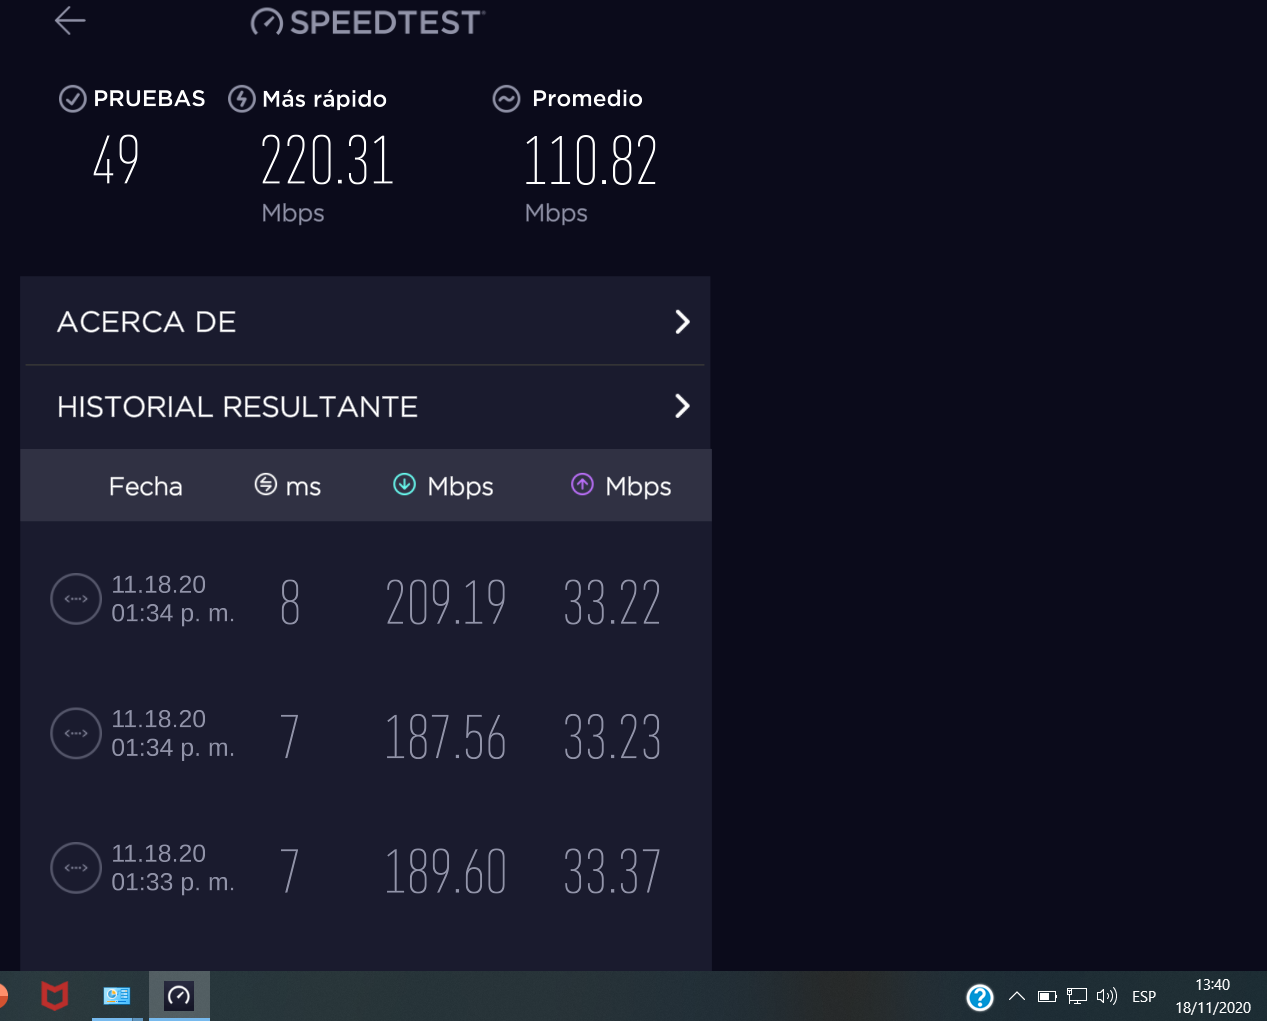 SPEEDTEST
PRUEBAS Más rápido Promedio
49 220.31 110.82
Mbps Mbps
ACERCA DE
HISTORIAL RESULTANTE
Fecha ms Mbps Mbps
11.18.20
01:34 p. m. 8 209.19 33.22
11.18.20
01:34 p. m. 7 187.56 33.23
11.18.20
01:33 p. m. 7 189.60 33.37
ESP 13:40
18/11/2020